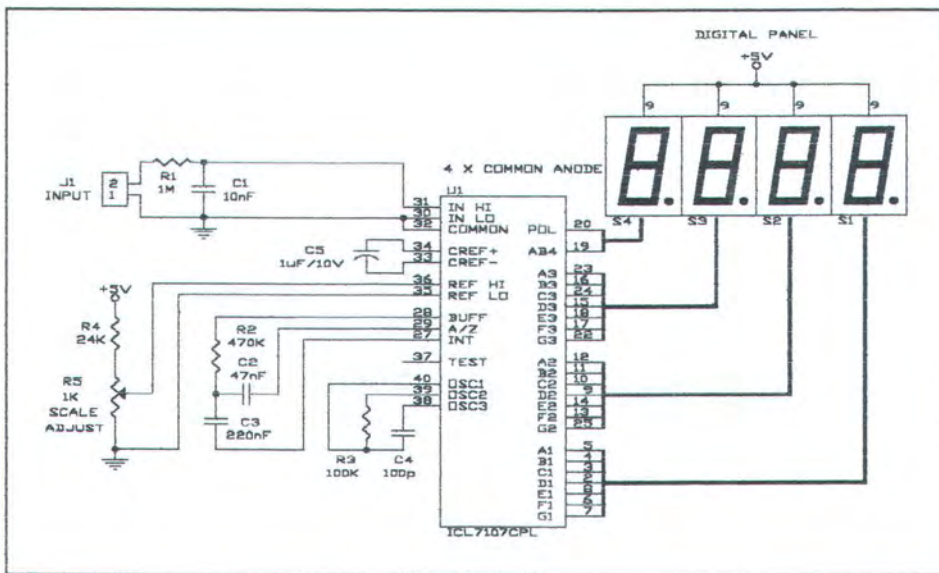 DIGITAL PANEL
+5V
9 9 9 9
4 X COMMON ANODE
S4 S3 S2 S1
J1
INPUT
2
1
R1
1M
C1
10nF
U1
31 IN HI
30 IN LO
32 COMMON
34 CREF+
33 CREF-
36 REF HI
35 REF LO
28 BUFF
29 A/Z
27 INT
37 TEST
40 OSC1
39 OSC2
38 OSC3
POL 20
AB4 19
A3 23
B3 16
C3 24
D3 15
E3 18
F3 17
G3 22
A2 12
B2 11
C2 10
D2 9
E2 14
F2 13
G2 25
A1 5
B1 4
C1 3
D1 2
E1 8
F1 6
G1 7
ICL7107CPL
C5
1uF/10V
+5V
R4
24K
R5
1K
SCALE
ADJUST
R2
470K
C2
47nF
C3
220nF
R3
100K
C4
100p